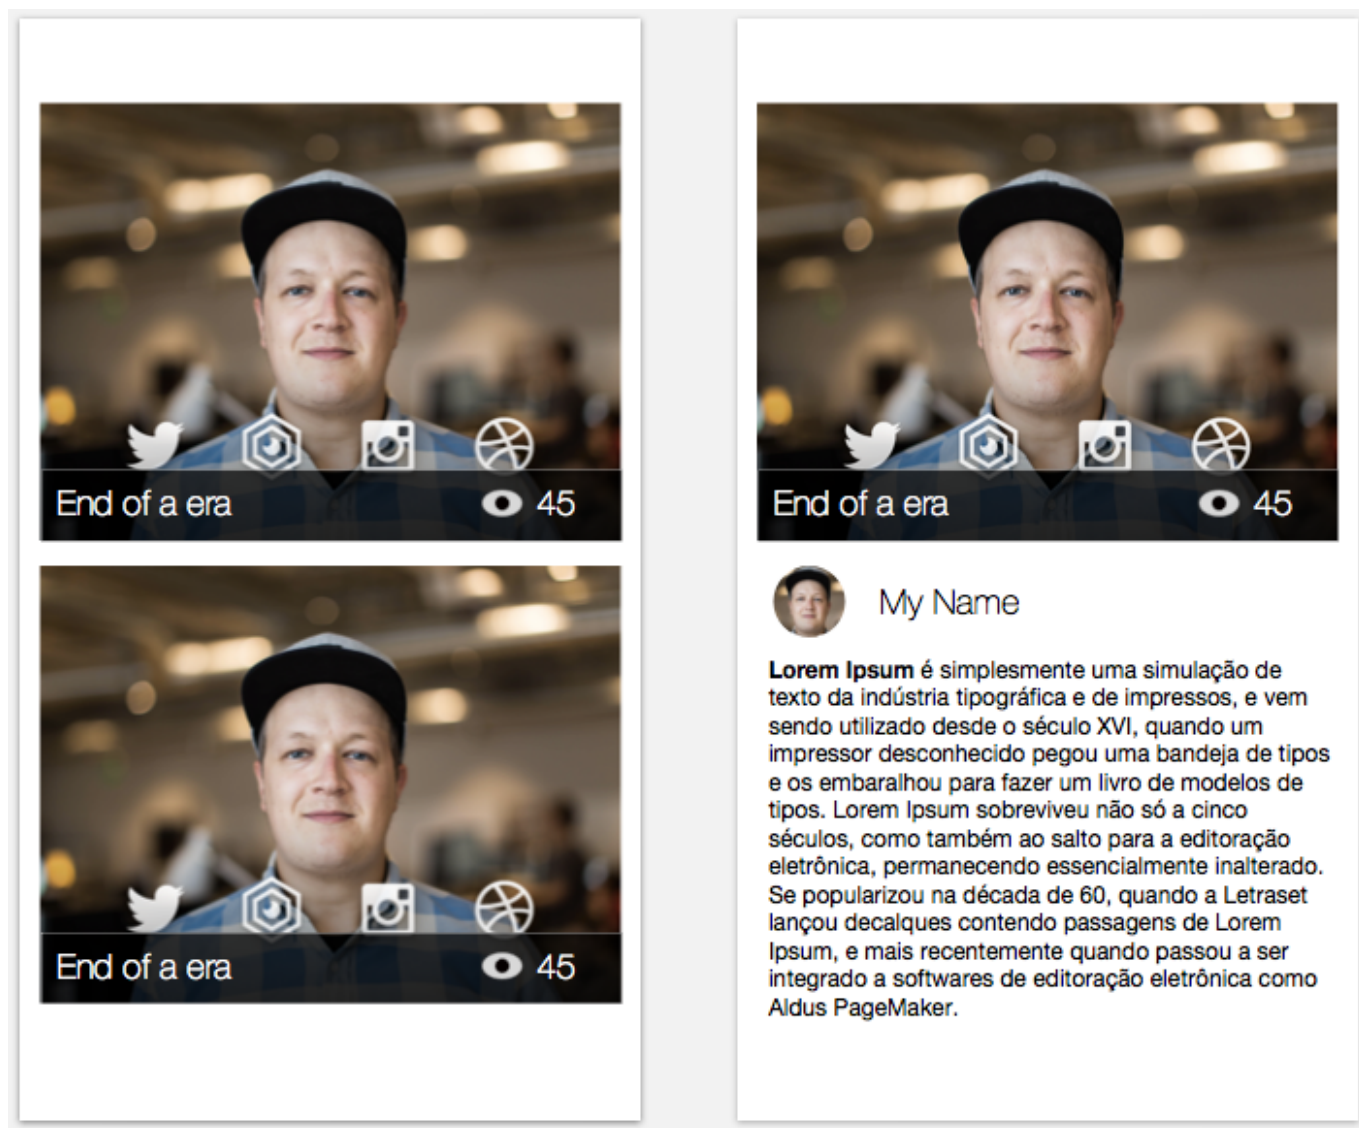 End of a era 45
End of a era 45
End of a era 45
My Name
Lorem Ipsum é simplesmente uma simulação de
texto da indústria tipográfica e de impressos, e vem
sendo utilizado desde o século XVI, quando um
impressor desconhecido pegou uma bandeja de tipos
e os embaralhou para fazer um livro de modelos de
tipos. Lorem Ipsum sobreviveu não só a cinco
séculos, como também ao salto para a editoração
eletrônica, permanecendo essencialmente inalterado.
Se popularizou na década de 60, quando a Letraset
lançou decalques contendo passagens de Lorem
Ipsum, e mais recentemente quando passou a ser
integrado a softwares de editoração eletrônica como
Aldus PageMaker.